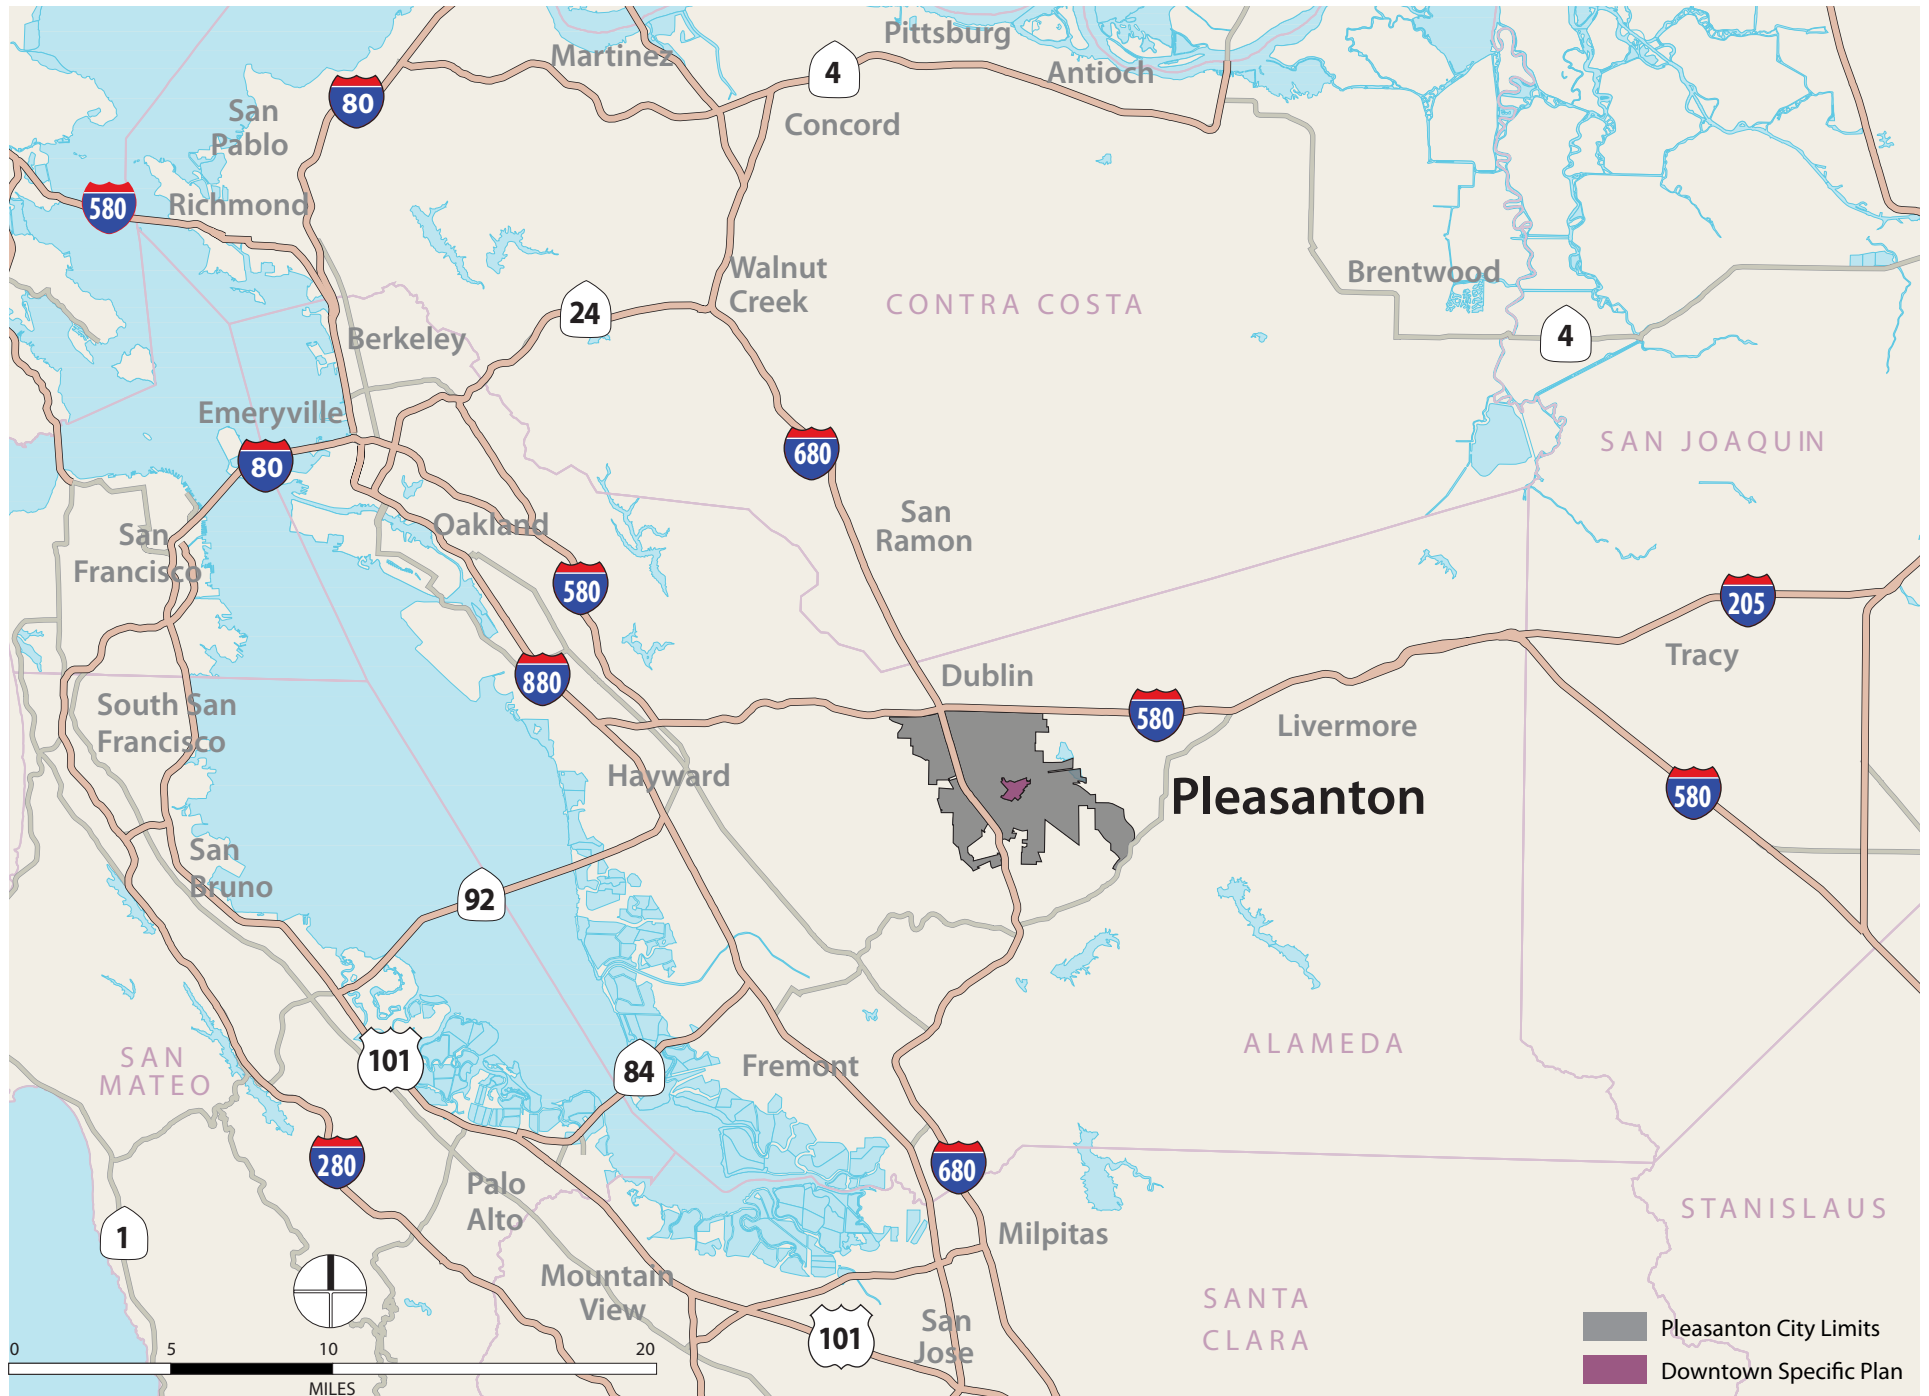 Pittsburg
Martinez
4
Antioch
80
San
Pablo
Concord
580
Richmond
Walnut
Creek
Brentwood
CONTRA COSTA
24
4
Berkeley
Emeryville
SAN JOAQUIN
680
80
San
Ramon
Oakland
San
Francisco
580
205
Tracy
Dublin
880
South San
Francisco
580
Livermore
Hayward
Pleasanton
580
San
Bruno
92
SAN
MATEO
101
84
Fremont
ALAMEDA
280
680
Palo
Alto
STANISLAUS
1
Milpitas
Mountain
View
SANTA
CLARA
101
San
Jose
0 5 10 20
MILES
Pleasanton City Limits
Downtown Specific Plan